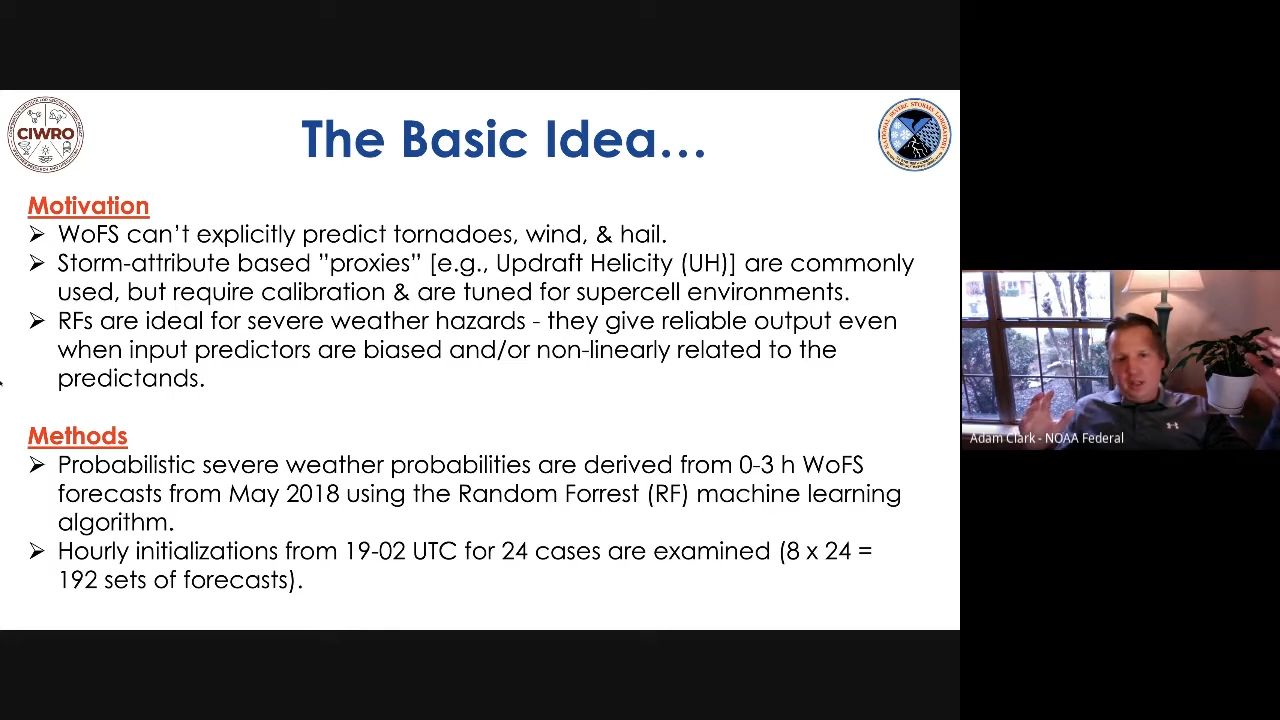 CIWRO
The Basic Idea…
NATIONAL SEVERE STORMS LABORATORY
Motivation
➢ WoFS can’t explicitly predict tornadoes, wind, & hail.
➢ Storm-attribute based ”proxies” [e.g., Updraft Helicity (UH)] are commonly
used, but require calibration & are tuned for supercell environments.
➢ RFs are ideal for severe weather hazards - they give reliable output even
when input predictors are biased and/or non-linearly related to the
predictands.
Methods
➢ Probabilistic severe weather probabilities are derived from 0-3 h WoFS
forecasts from May 2018 using the Random Forrest (RF) machine learning
algorithm.
➢ Hourly initializations from 19-02 UTC for 24 cases are examined (8 x 24 =
192 sets of forecasts).
Adam Clark - NOAA Federal